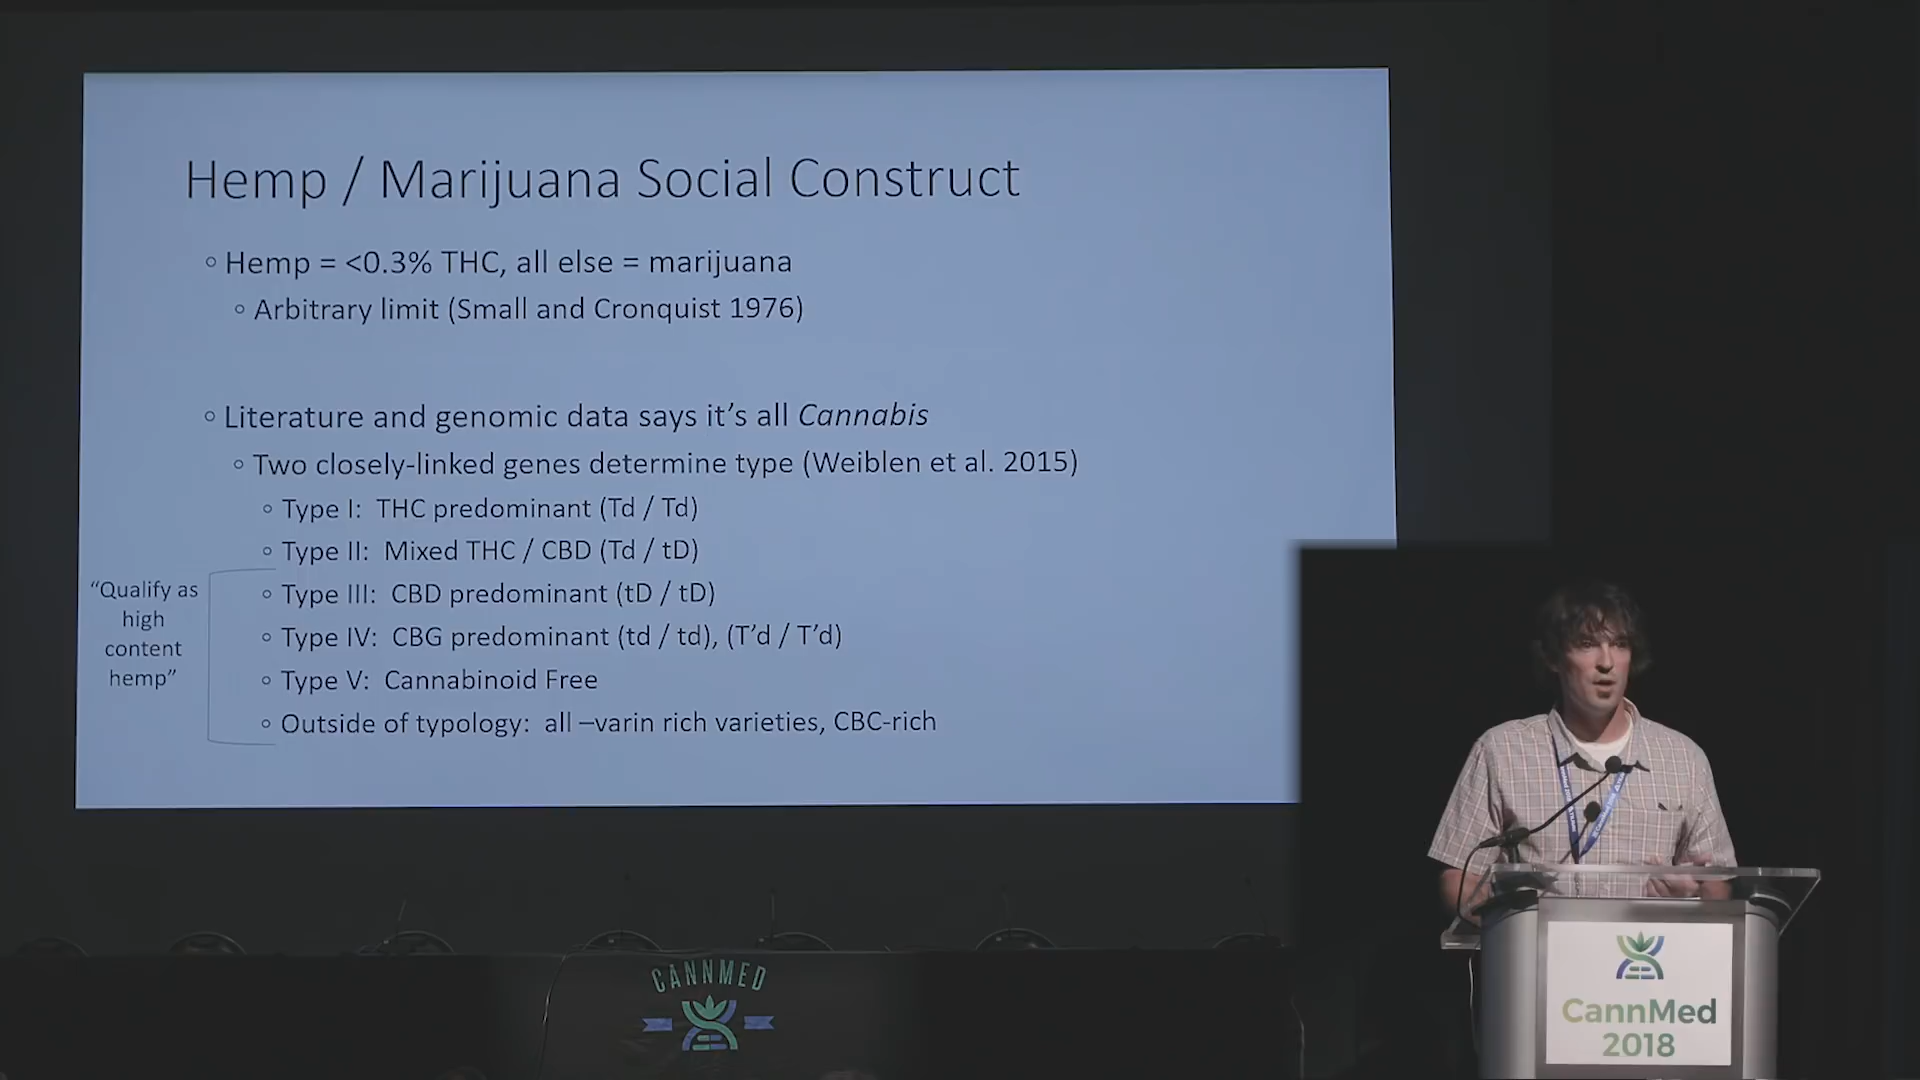 Hemp / Marijuana Social Construct
Hemp = <0.3% THC, all else = marijuana
Arbitrary limit (Small and Cronquist 1976)
Literature and genomic data says it's all Cannabis
Two closely-linked genes determine type (Weiblen et al. 2015)
Type I: THC predominant (Td / Td)
Type II: Mixed THC / CBD (Td / tD)
Type III: CBD predominant (tD / tD)
Type IV: CBG predominant (td / td), (T'd / T'd)
Type V: Cannabinoid Free
Outside of typology: all –varin rich varieties, CBC-rich
“Qualify as
high
content
hemp”
CANNMED
CannMed
2018